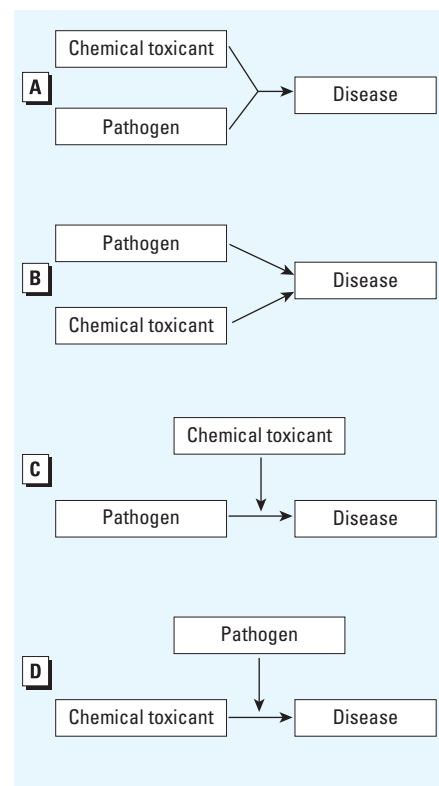 Chemical toxicant
A
Disease
Pathogen
Pathogen
B
Disease
Chemical toxicant
Chemical toxicant
C
Pathogen
Disease
Pathogen
D
Chemical toxicant
Disease